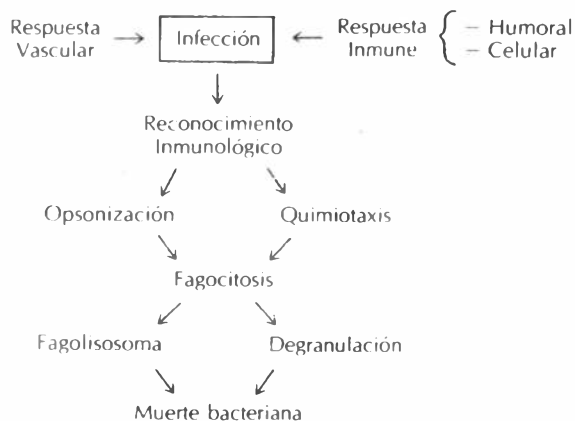 Respuesta
Vascular
Infección
Respuesta
Inmune
– Humoral
– Celular
Reconocimiento
Inmunológico
Opsonización
Quimiotaxis
Fagocitosis
Fagolisosoma
Degranulación
Muerte bacteriana